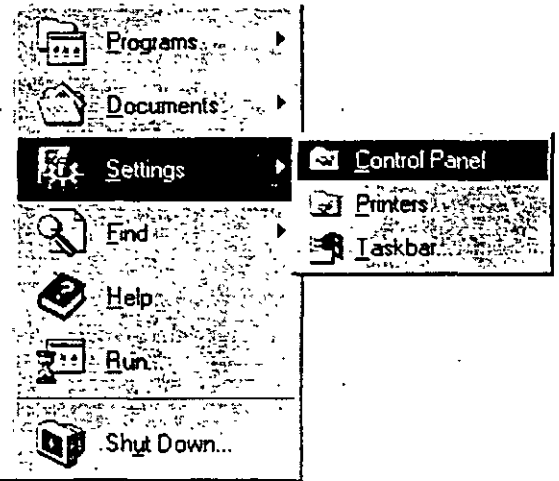 Programs
Documents
Settings
Find
Help
Run...
Shut Down...
Control Panel
Printers
Taskbar...